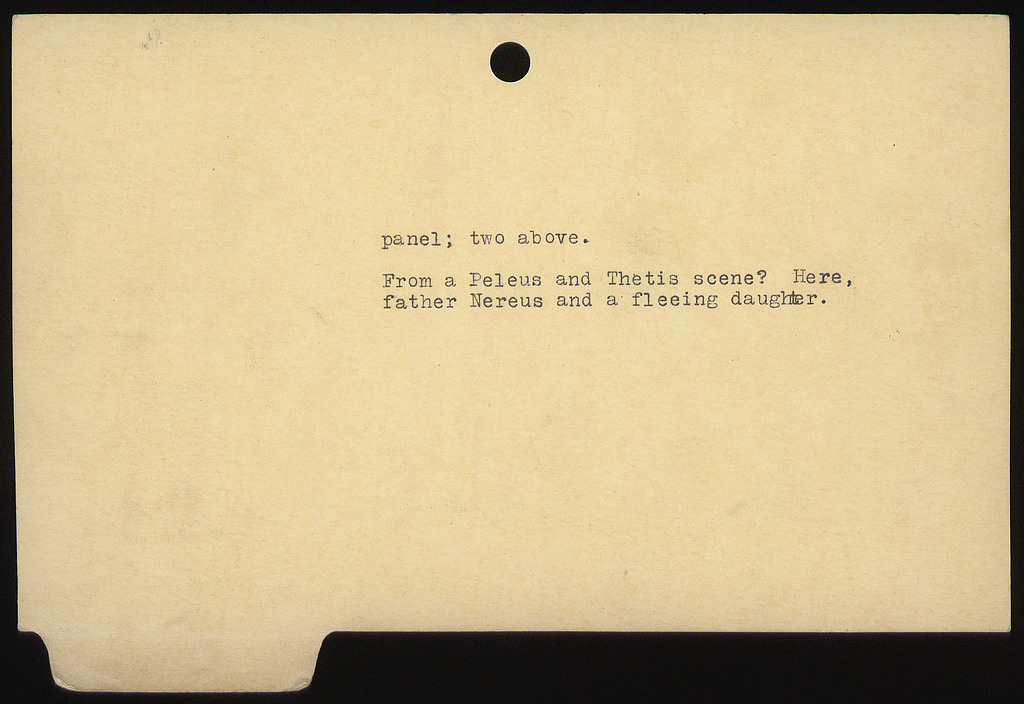 panel; two above.
From a Peleus and Thetis scene? Here,
father Nereus and a fleeing daughter.